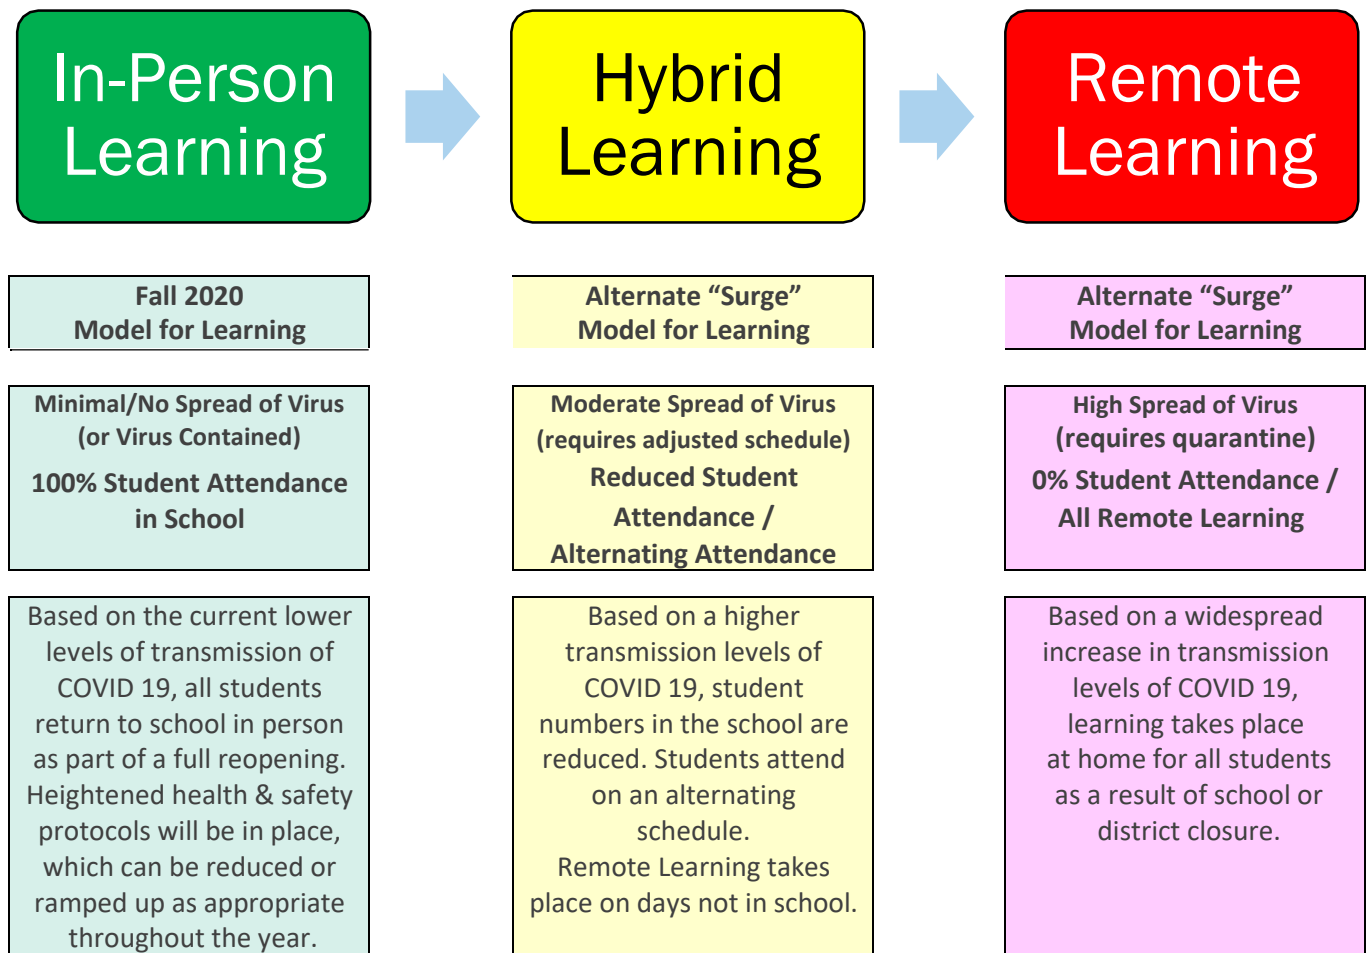 In-Person
Learning
Hybrid
Learning
Remote
Learning
Fall 2020
Model for Learning
Alternate “Surge”
Model for Learning
Alternate “Surge”
Model for Learning
Minimal/No Spread of Virus
(or Virus Contained)
100% Student Attendance
in School
Moderate Spread of Virus
(requires adjusted schedule)
Reduced Student
Attendance /
Alternating Attendance
High Spread of Virus
(requires quarantine)
0% Student Attendance /
All Remote Learning
Based on the current lower
levels of transmission of
COVID 19, all students
return to school in person
as part of a full reopening.
Heightened health & safety
protocols will be in place,
which can be reduced or
ramped up as appropriate
throughout the year.
Based on a higher
transmission levels of
COVID 19, student
numbers in the school are
reduced. Students attend
on an alternating
schedule.
Remote Learning takes
place on days not in school.
Based on a widespread
increase in transmission
levels of COVID 19,
learning takes place
at home for all students
as a result of school or
district closure.